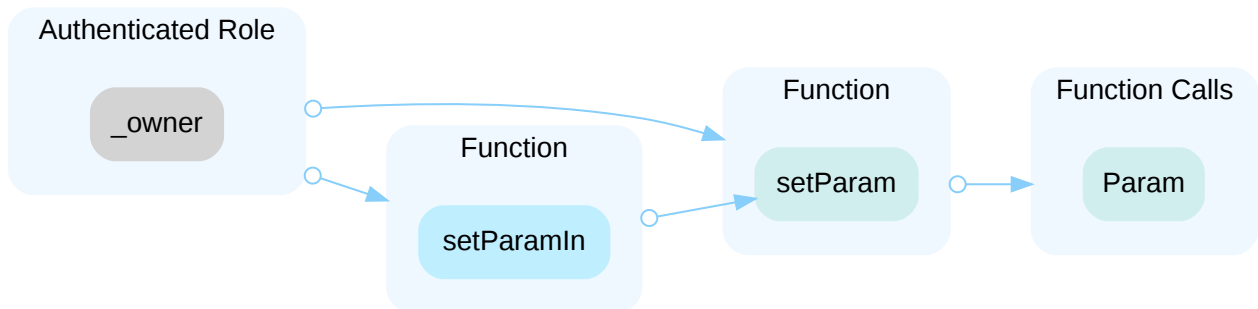 Authenticated Role
_owner
Function
setParamIn
Function
setParam
Function Calls
Param